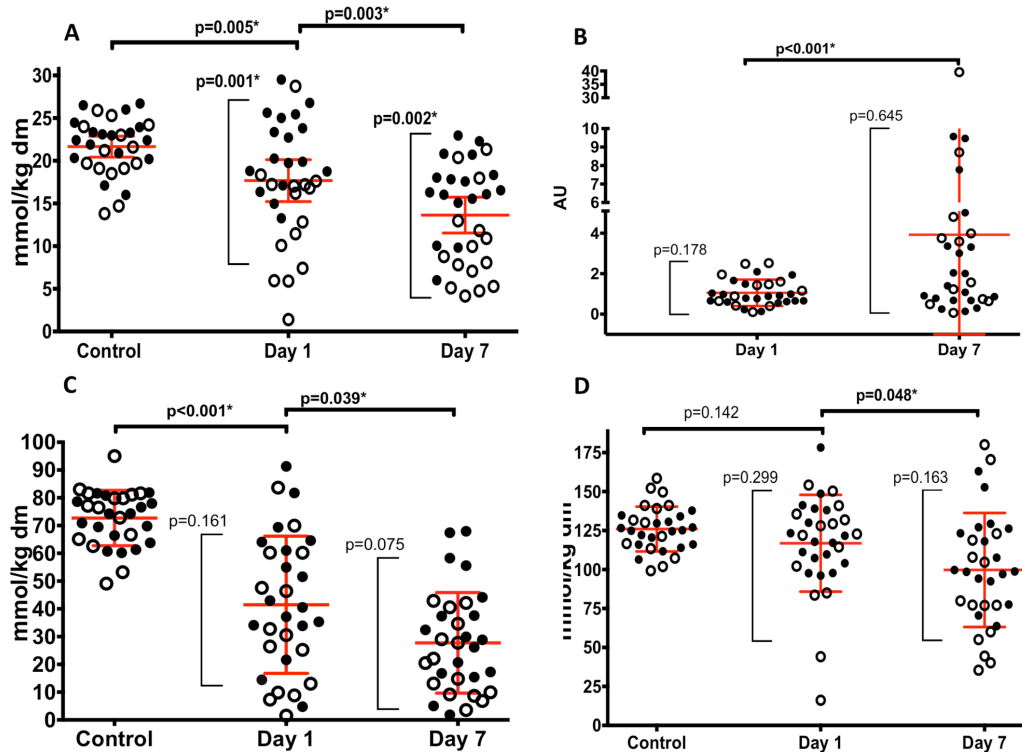 A
p=0.005*
p=0.003*
p=0.001*
p=0.002*
mmol/kg dm
30
25
20
15
10
5
0
Control
Day 1
Day 7
B
p<0.001*
p=0.645
p=0.178
AU
40
35
30
10
8
6
6
4
2
0
Day 1
Day 7
C
p<0.001*
p=0.039*
p=0.161
p=0.075
mmol/kg dm
100
90
80
70
60
50
40
30
20
10
0
Control
Day 1
Day 7
D
p=0.142
p=0.048*
p=0.299
p=0.163
mmol/kg dm
175
150
125
100
75
50
25
0
Control
Day 1
Day 7